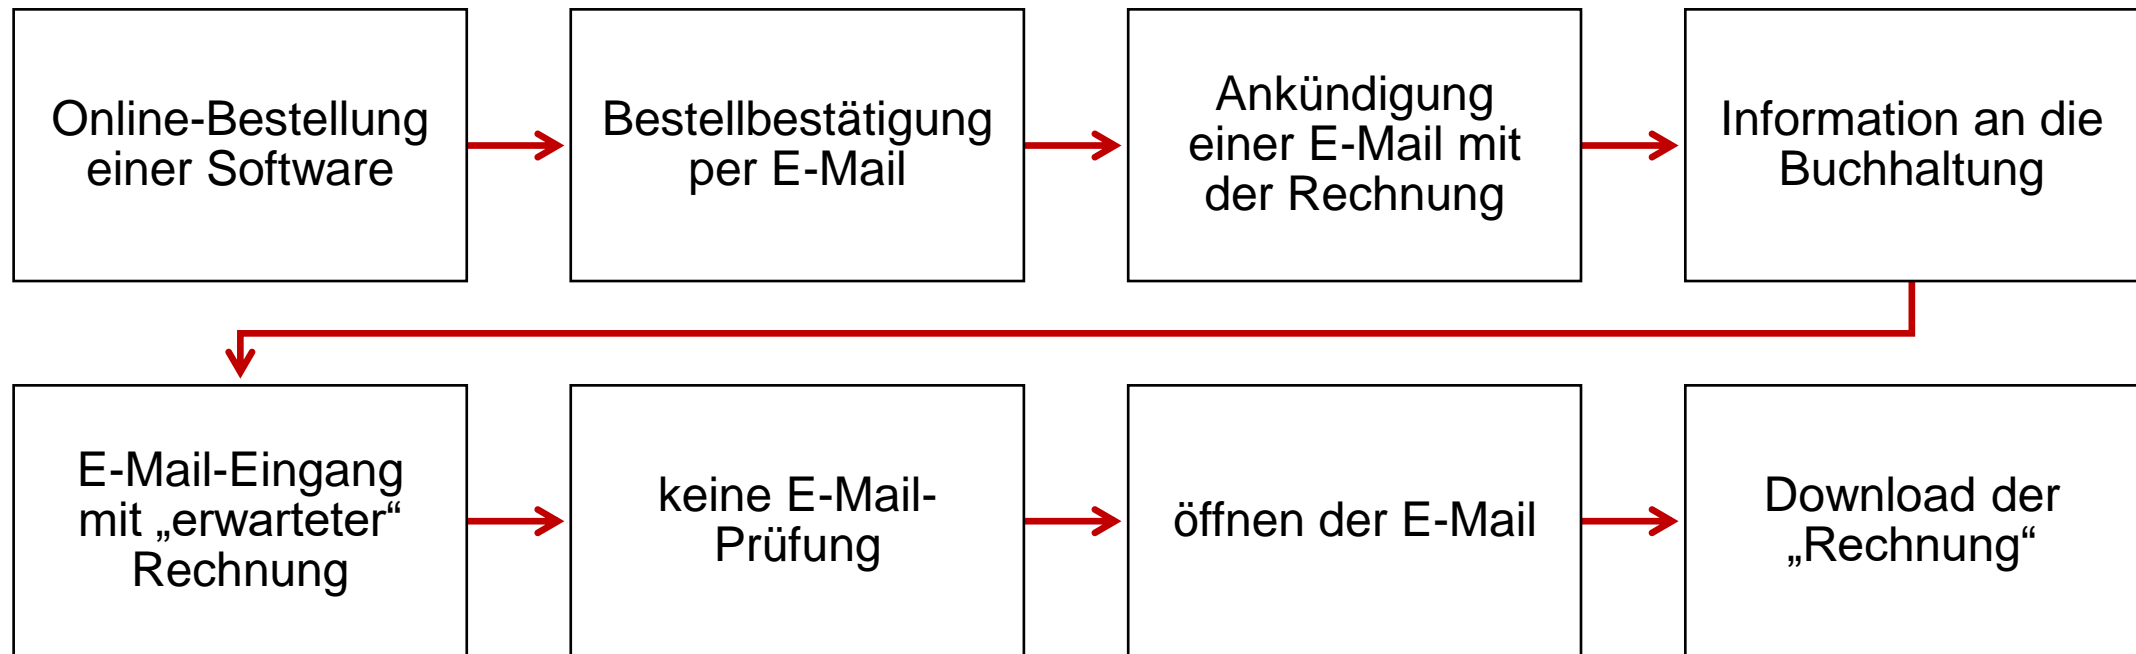 Online-Bestellung
einer Software
Bestellbestätigung
per E-Mail
Ankündigung
einer E-Mail mit
der Rechnung
Information an die
Buchhaltung
E-Mail-Eingang
mit „erwarteter“
Rechnung
keine E-Mail-
Prüfung
öffnen der E-Mail
Download der
„Rechnung“